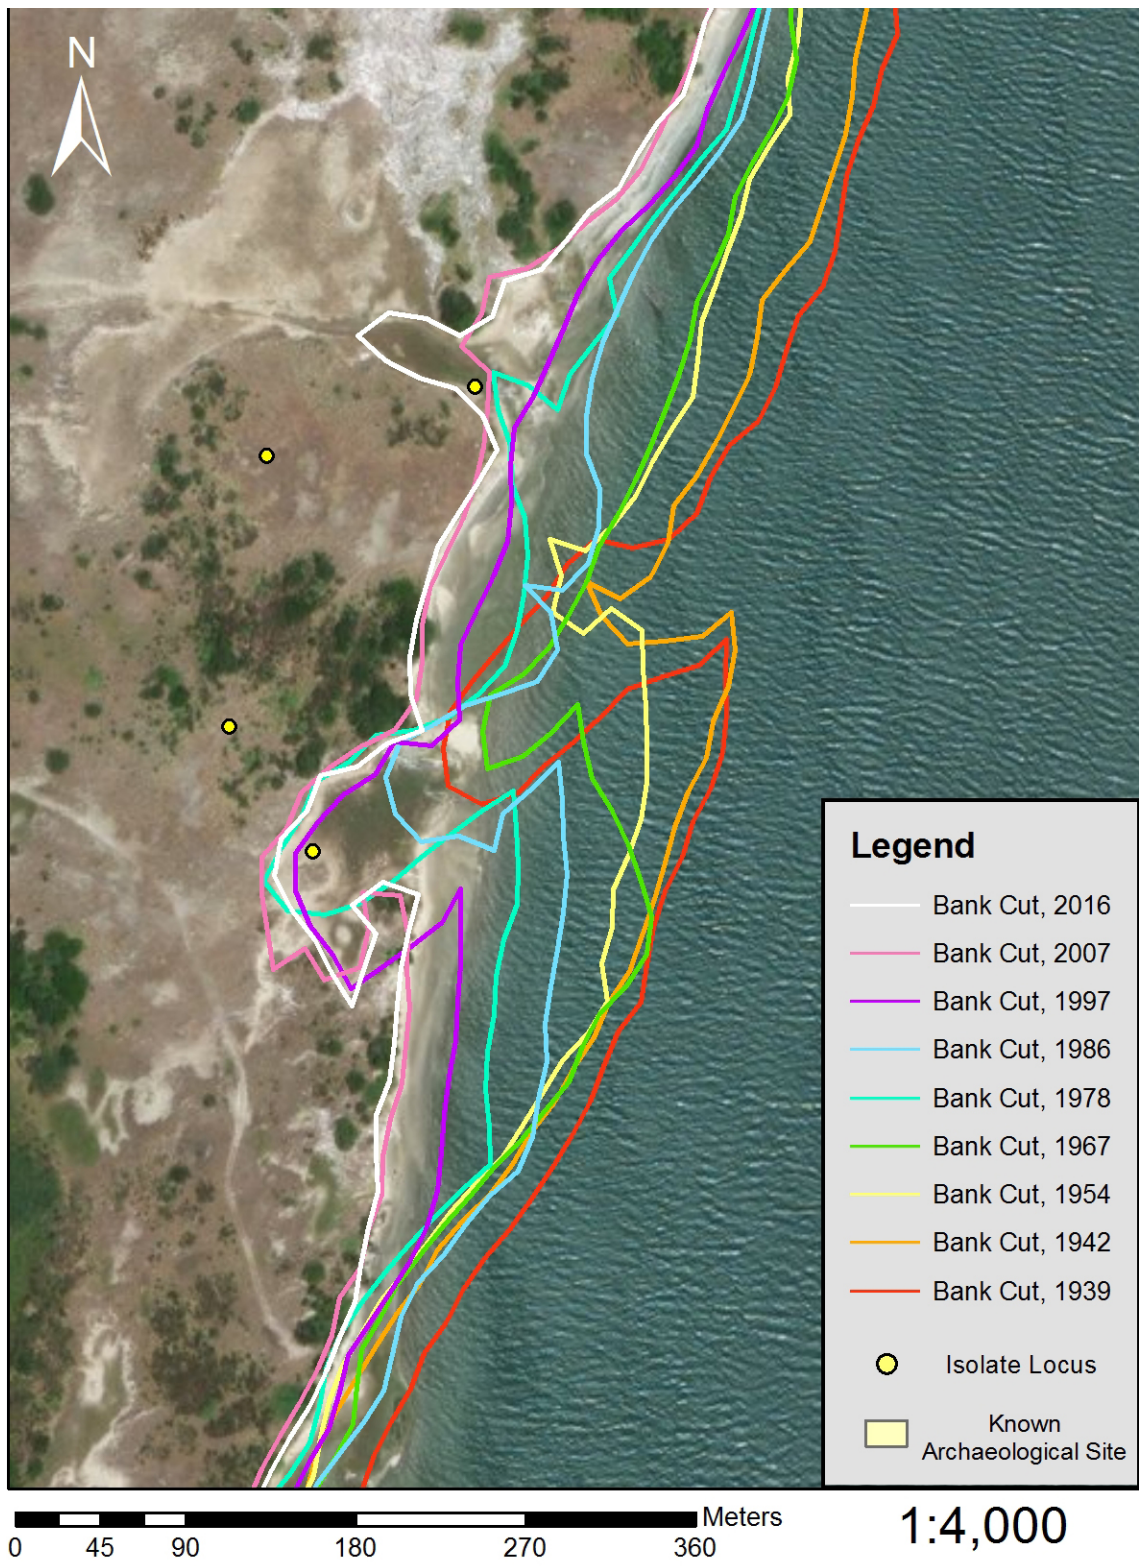 N
Legend
Bank Cut, 2016
Bank Cut, 2007
Bank Cut, 1997
Bank Cut, 1986
Bank Cut, 1978
Bank Cut, 1967
Bank Cut, 1954
Bank Cut, 1942
Bank Cut, 1939
Isolate Locus
Known
Archaeological Site
Meters
0 45 90 180 270 360
1:4,000